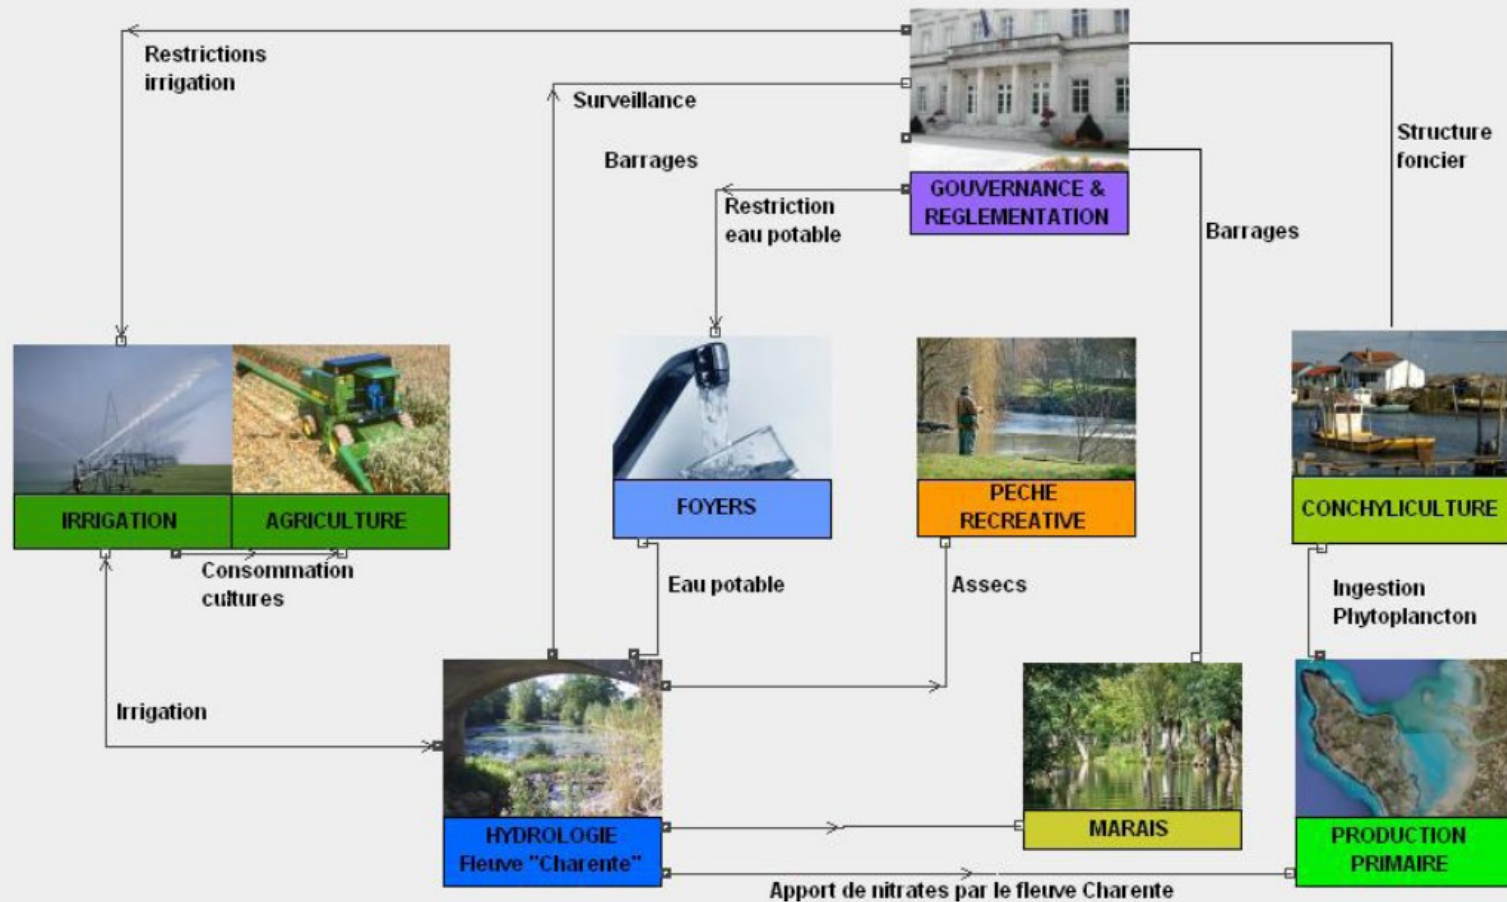 Restrictions
irrigation
Surveillance
Barrages
Structure
foncier
GOUVERNANCE &
REGLEMENTATION
Restriction
eau potable
Barrages
IRRIGATION
AGRICULTURE
FOYERS
PECHE
RECREATIVE
CONCHYLICULTURE
Consommation
cultures
Eau potable
Assecs
Ingestion
Phytoplancton
Irrigation
HYDROLOGIE
Fleuve "Charente"
MARAIS
PRODUCTION
PRIMAIRE
Apport de nitrates par le fleuve Charente